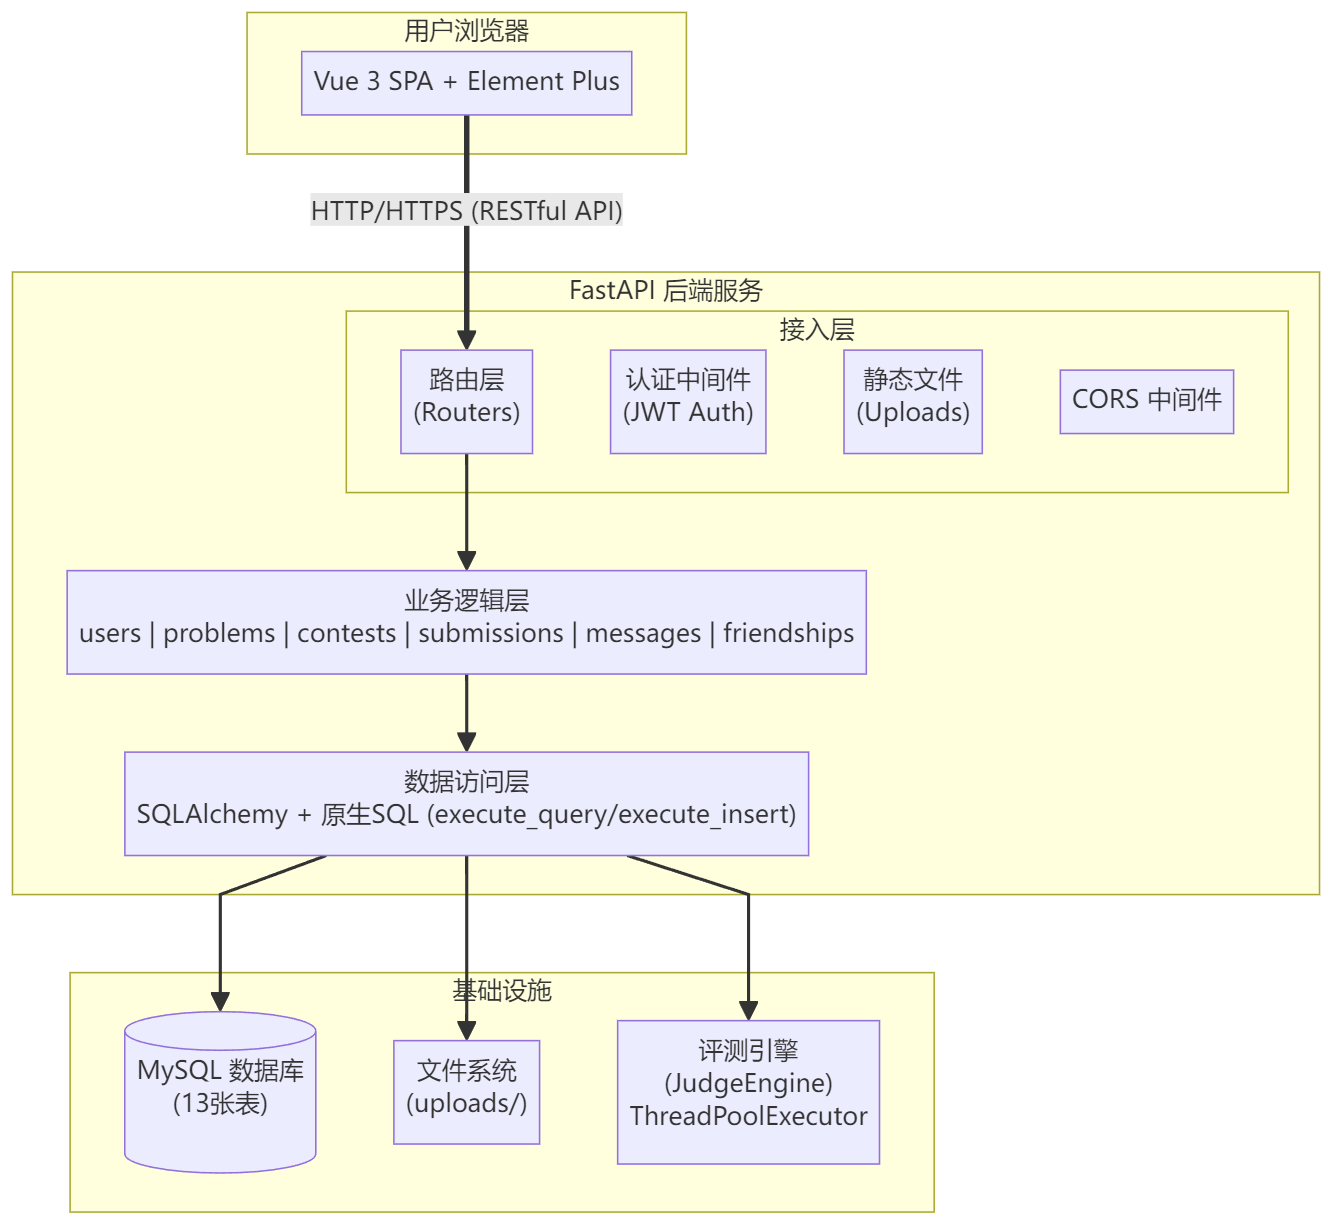 用户浏览器
Vue 3 SPA + Element Plus
HTTP/HTTPS (RESTful API)
FastAPI 后端服务
接入层
路由层
(Routers)
认证中间件
(JWT Auth)
静态文件
(Uploads)
CORS 中间件
业务逻辑层
users | problems | contests | submissions | messages | friendships
数据访问层
SQLAlchemy + 原生SQL (execute_query/execute_insert)
基础设施
MySQL 数据库
(13张表)
文件系统
(uploads/)
评测引擎
(JudgeEngine)
ThreadPoolExecutor